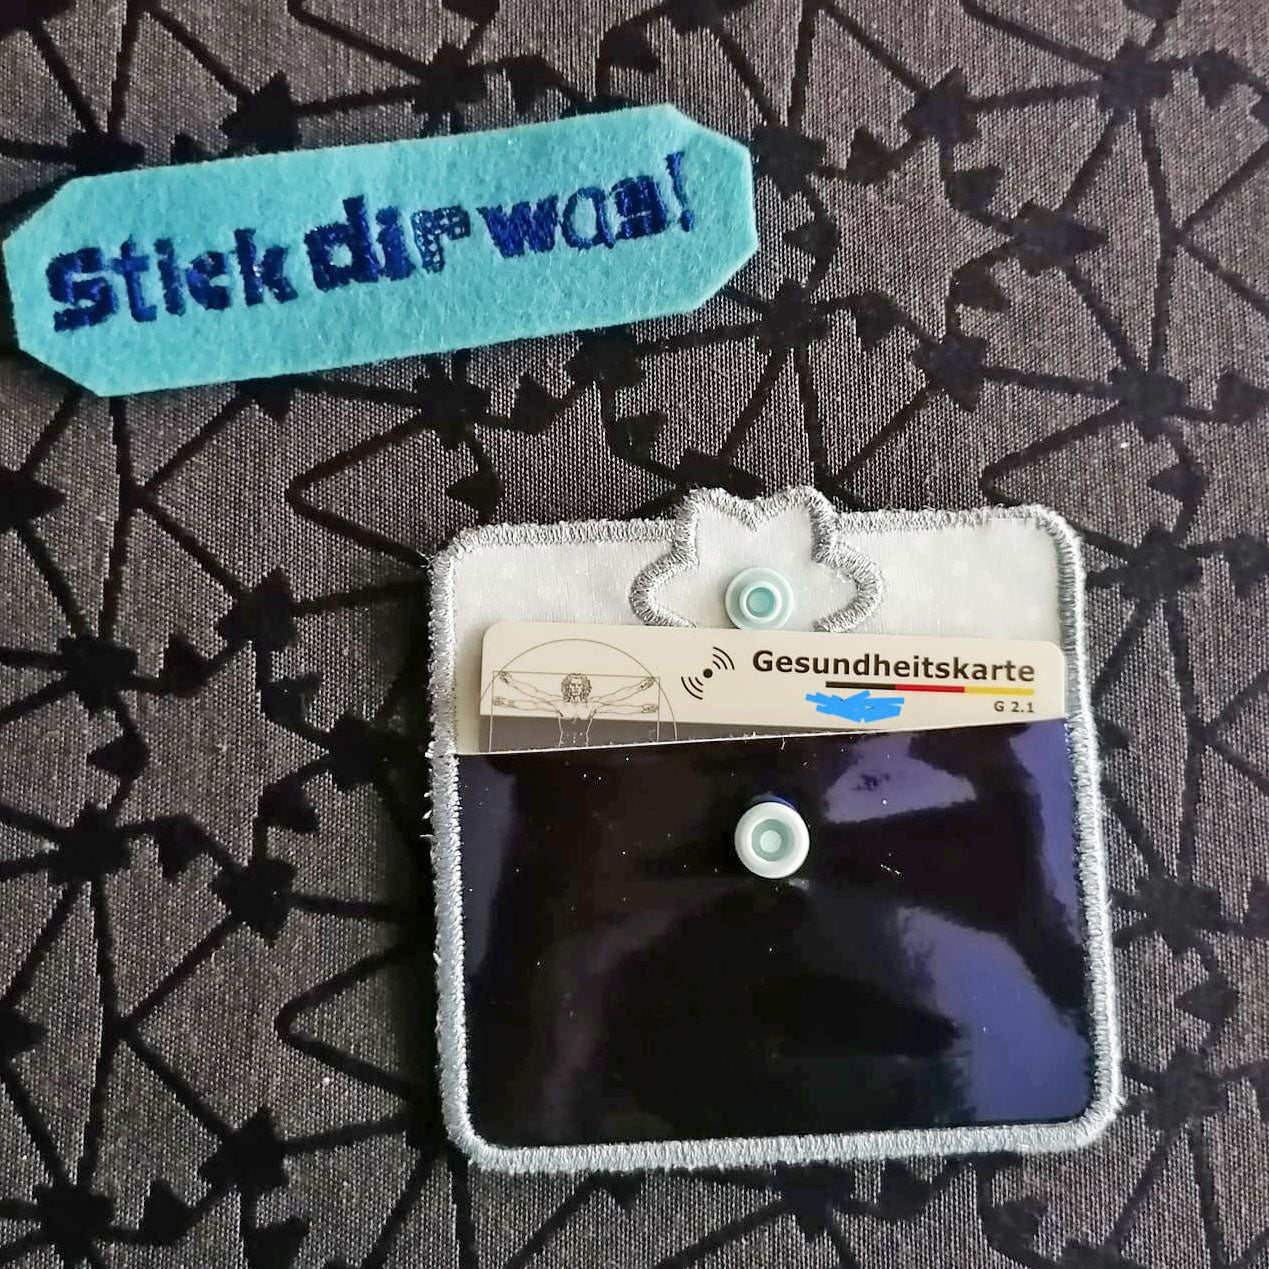 Stick dir was!
Gesundheitskarte
G 2.1